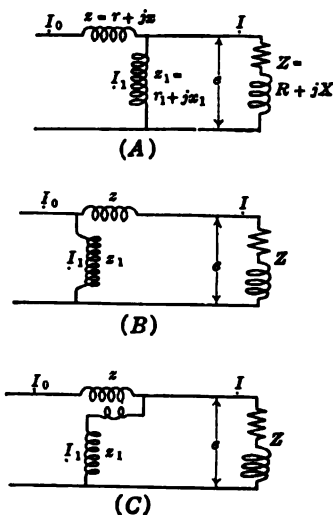 I₀ z = r + jx I
I₁ z₁ = r₁ + jx₁ e Z = R + jX
(A)
I₀ z I
I₁ z₁ e Z
(B)
I₀ z I
I₁ z₁ e Z
(C)